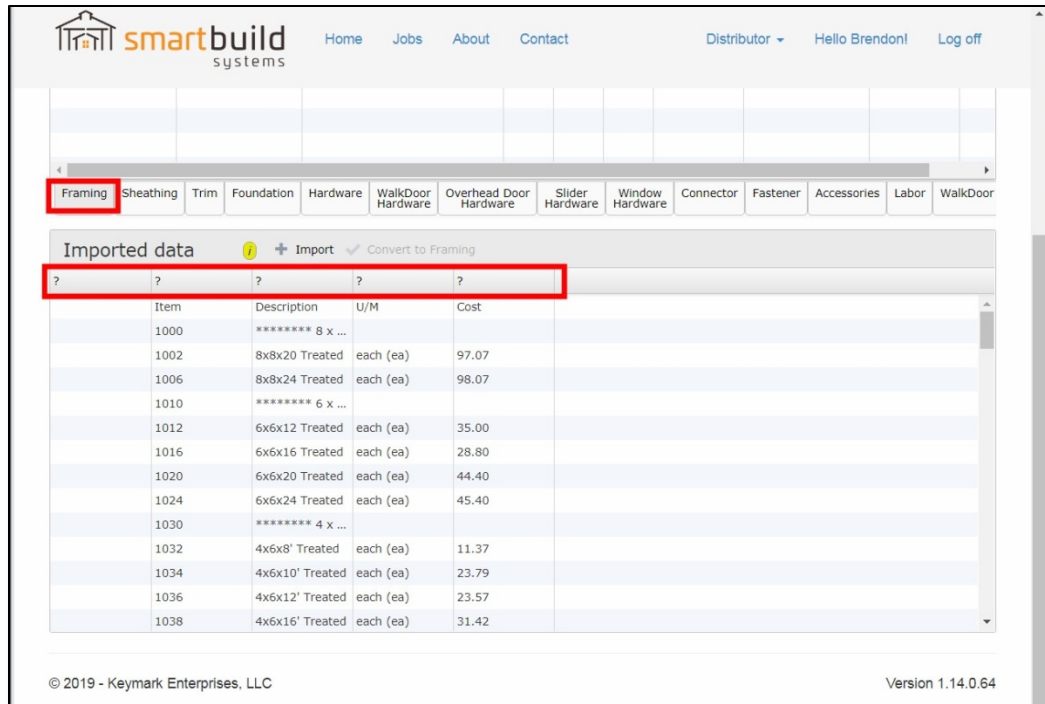 smartbuild systems Home Jobs About Contact Distributor Hello Brendon! Log off
Framing Sheathing Trim Foundation Hardware WalkDoor Hardware Overhead Door Hardware Slider Hardware Window Hardware Connector Fastener Accessories Labor WalkDoor
Imported data i Import Convert to Framing
? ? ? ? ?
Item Description U/M Cost
1000 ******** 8 x ...
1002 8x8x20 Treated each (ea) 97.07
1006 8x8x24 Treated each (ea) 98.07
1010 ******** 6 x ...
1012 6x6x12 Treated each (ea) 35.00
1016 6x6x16 Treated each (ea) 28.80
1020 6x6x20 Treated each (ea) 44.40
1024 6x6x24 Treated each (ea) 45.40
1030 ******** 4 x ...
1032 4x6x8' Treated each (ea) 11.37
1034 4x6x10' Treated each (ea) 23.79
1036 4x6x12' Treated each (ea) 23.57
1038 4x6x16' Treated each (ea) 31.42
© 2019 - Keymark Enterprises, LLC Version 1.14.0.64